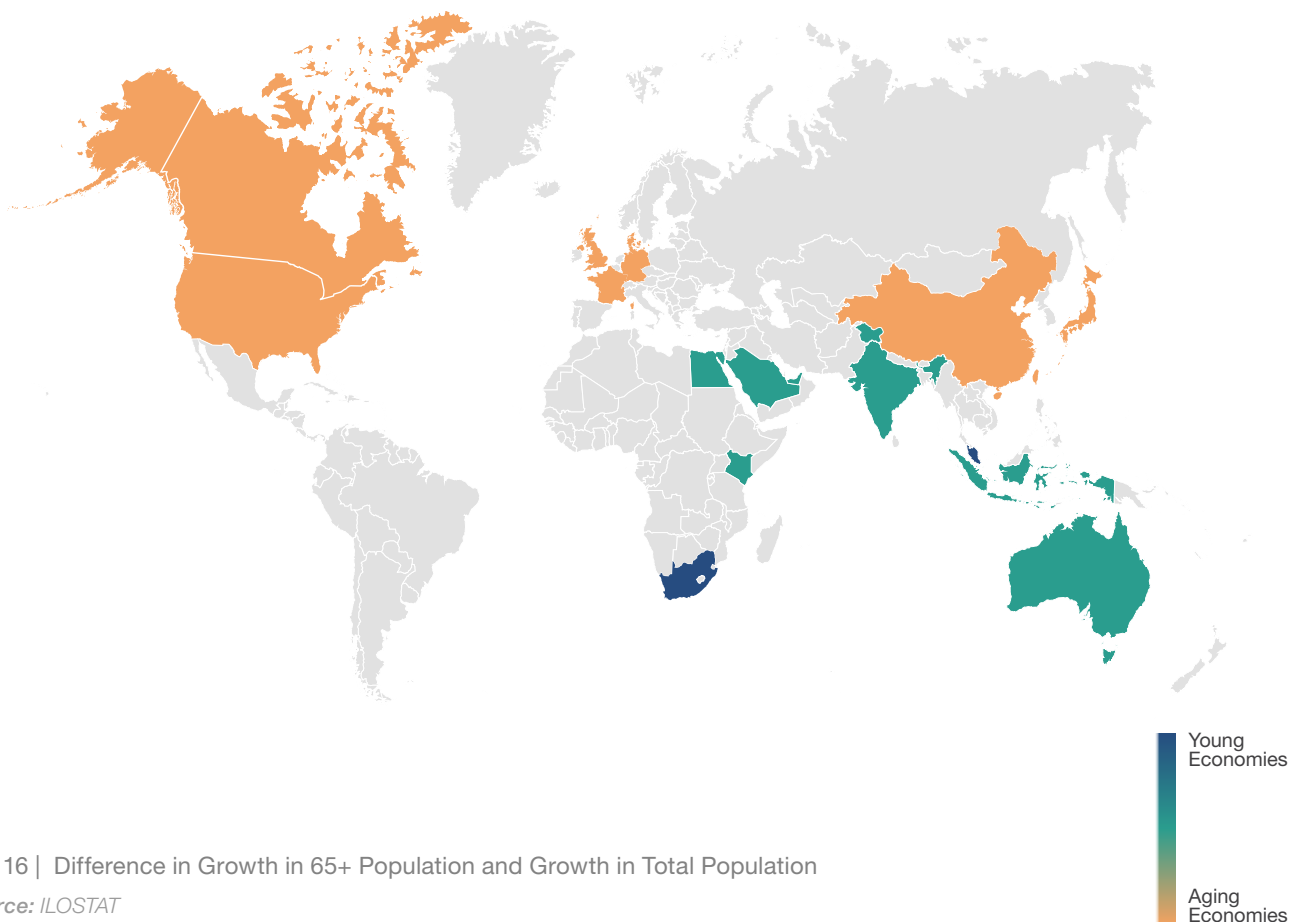 Young
Economies
16 | Difference in Growth in 65+ Population and Growth in Total Population
Aging
Economies
rce: ILOSTAT